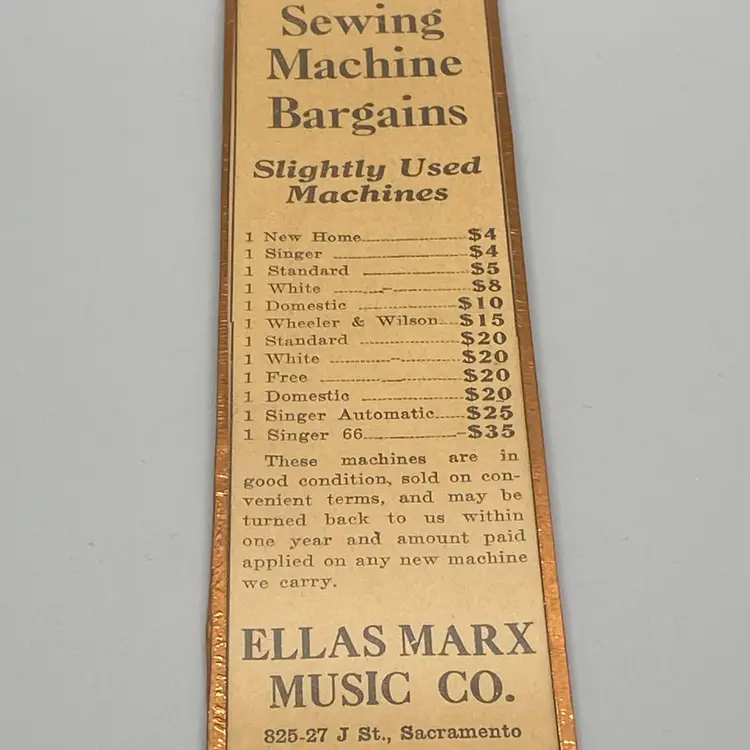 Sewing
Machine
Bargains
Slightly Used
Machines
1 New Home $4
1 Singer $4
1 Standard $5
1 White $8
1 Domestic $10
1 Wheeler & Wilson $15
1 Standard $20
1 White $20
1 Free $20
1 Domestic $20
1 Singer Automatic $25
1 Singer 66 $35
These machines are in
good condition, sold on con-
venient terms, and may be
turned back to us within
one year and amount paid
applied on any new machine
we carry.
ELLAS MARX
MUSIC CO.
825-27 J St., Sacramento